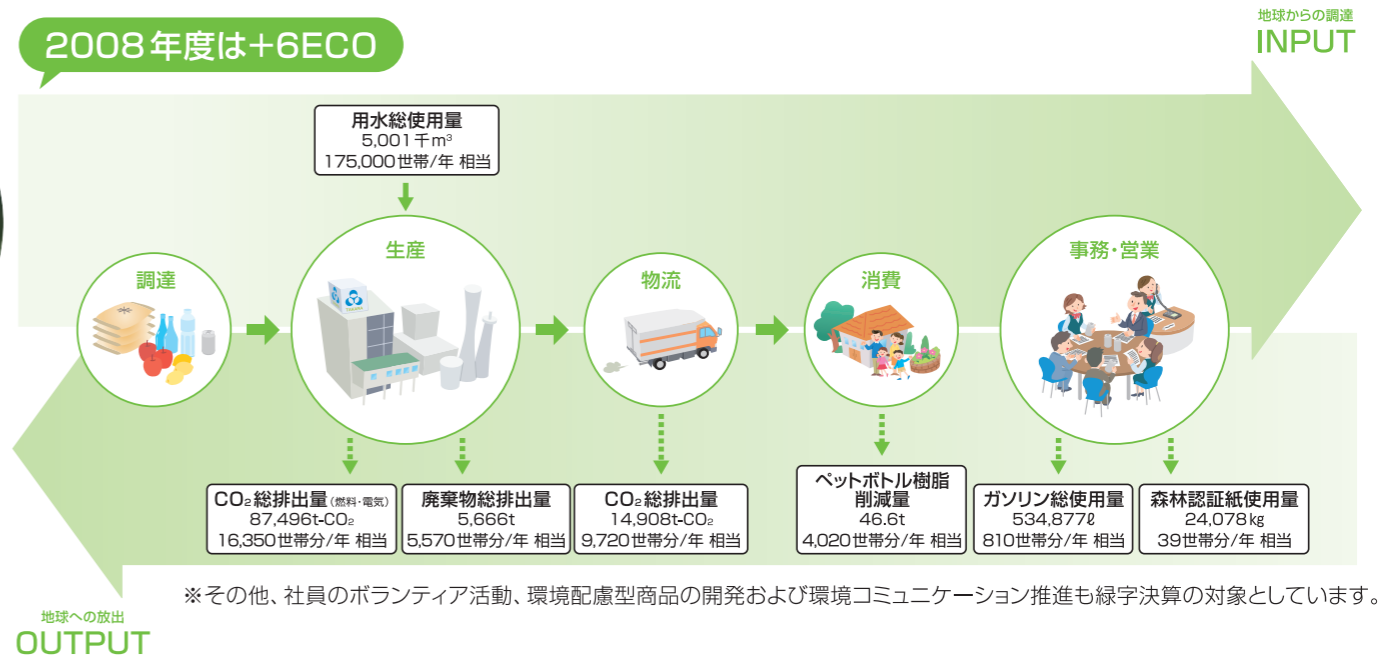 2008年度は+6ECO
地球からの調達
INPUT
用水総使用量
5,001千m³
175,000世帯/年 相当
調達
生産
物流
消費
事務・営業
CO₂総排出量(燃料・電気)
87,496t-CO₂
16,350世帯分/年 相当
廃棄物総排出量
5,666t
5,570世帯分/年 相当
CO₂総排出量
14,908t-CO₂
9,720世帯分/年 相当
ペットボトル樹脂
削減量
46.6t
4,020世帯分/年 相当
ガソリン総使用量
534,877ℓ
810世帯分/年 相当
森林認証紙使用量
24,078㎏
39世帯分/年 相当
※その他、社員のボランティア活動、環境配慮型商品の開発および環境コミュニケーション推進も緑字決算の対象としています。
地球への放出
OUTPUT